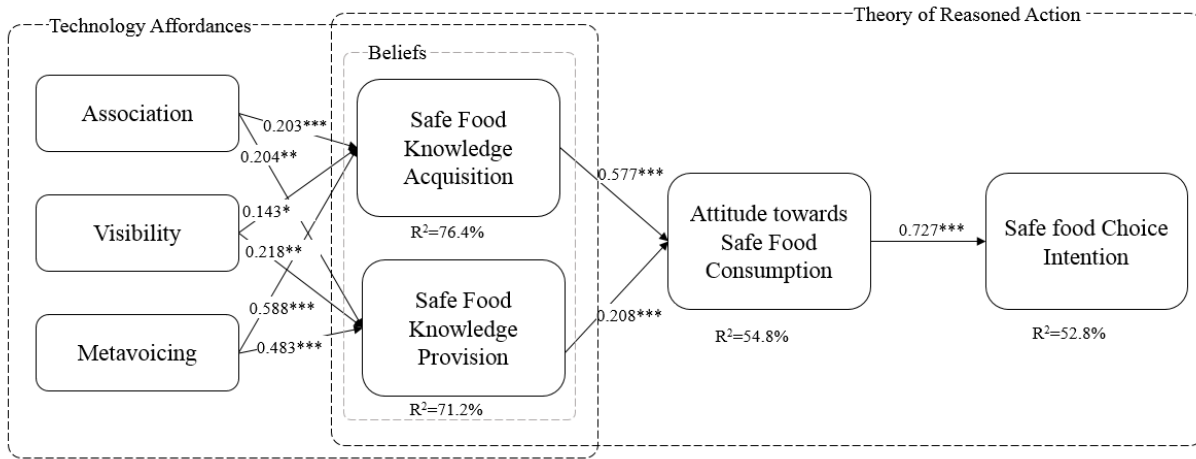 Theory of Reasoned Action
Technology Affordances
Beliefs
Association
Safe Food
Knowledge
Acquisition
0.203***
0.204**
R²=76.4%
Visibility
0.143*
0.218**
Safe Food
Knowledge
Provision
R²=71.2%
Metavoicing
0.588***
0.483***
0.577***
0.208***
Attitude towards
Safe Food
Consumption
R²=54.8%
0.727***
Safe food Choice
Intention
R²=52.8%